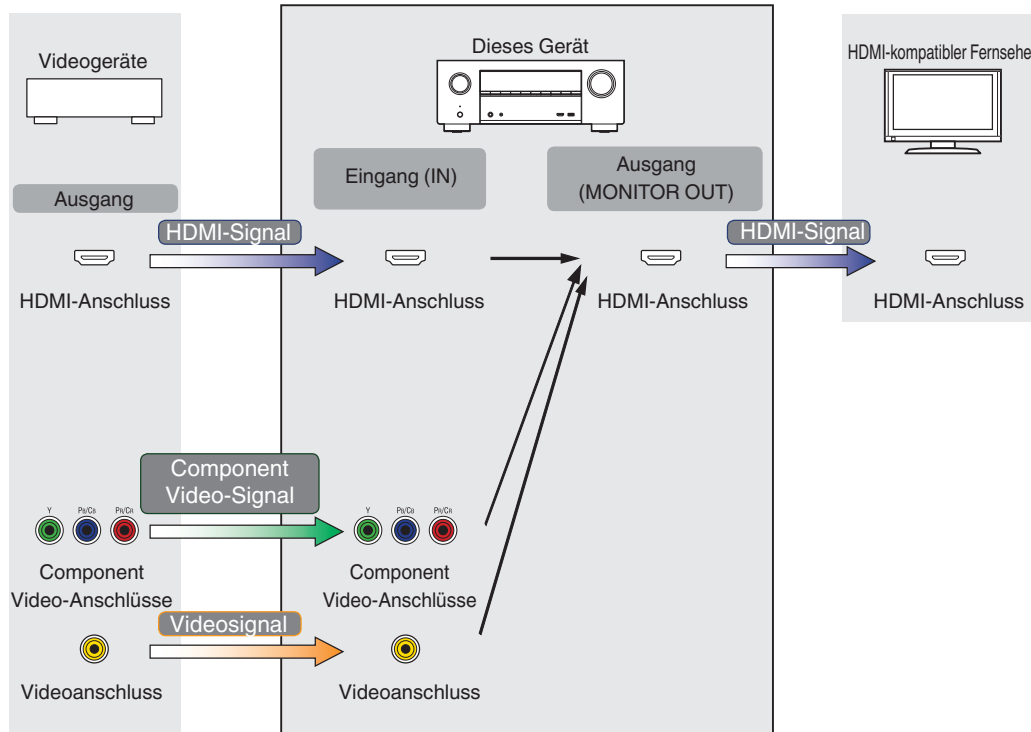 Videogeräte
Dieses Gerät
HDMI-kompatibler Fernsehe
Ausgang
Eingang (IN)
Ausgang
(MONITOR OUT)
HDMI-Signal
HDMI-Signal
HDMI-Anschluss
HDMI-Anschluss
HDMI-Anschluss
HDMI-Anschluss
Component
Video-Signal
Y PB/CB PR/CR
Y PB/CB PR/CR
Component
Video-Anschlüsse
Component
Video-Anschlüsse
Videosignal
Videoanschluss
Videoanschluss